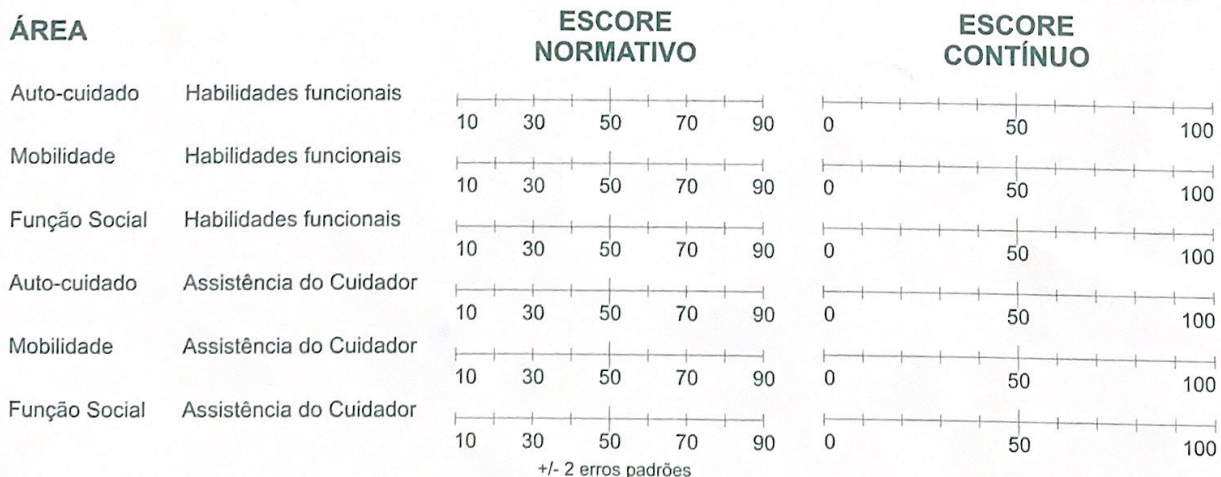 ÁREA ESCORE NORMATIVO ESCORE CONTÍNUO
Auto-cuidado Habilidades funcionais
10 30 50 70 90 0 50 100
Mobilidade Habilidades funcionais
10 30 50 70 90 0 50 100
Função Social Habilidades funcionais
10 30 50 70 90 0 50 100
Auto-cuidado Assistência do Cuidador
10 30 50 70 90 0 50 100
Mobilidade Assistência do Cuidador
10 30 50 70 90 0 50 100
Função Social Assistência do Cuidador
10 30 50 70 90 0 50 100
+/- 2 erros padrões